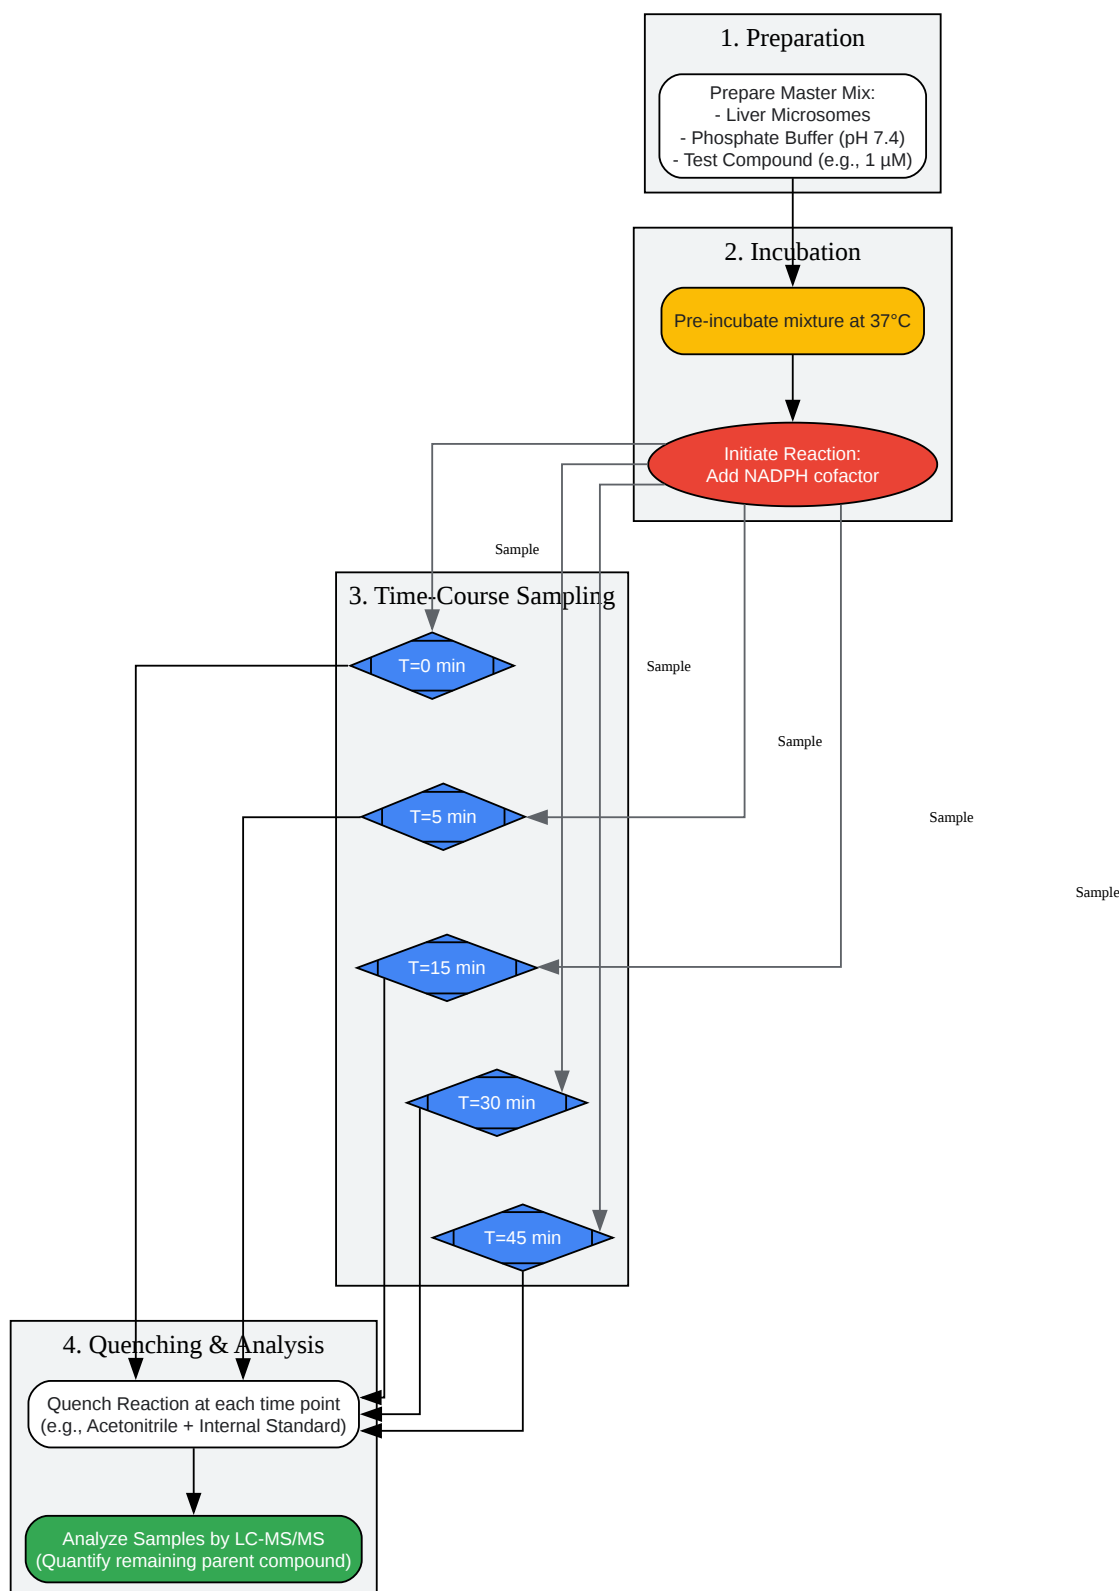 1. Preparation
Prepare Master Mix:
- Liver Microsomes
- Phosphate Buffer (pH 7.4)
- Test Compound (e.g., 1 µM)
2. Incubation
Pre-incubate mixture at 37°C
Initiate Reaction:
Add NADPH cofactor
Sample
3. Time-Course Sampling
T=0 min
Sample
Sample
T=5 min
Sample
Sample
T=15 min
T=30 min
T=45 min
4. Quenching & Analysis
Quench Reaction at each time point
(e.g., Acetonitrile + Internal Standard)
Analyze Samples by LC-MS/MS
(Quantify remaining parent compound)